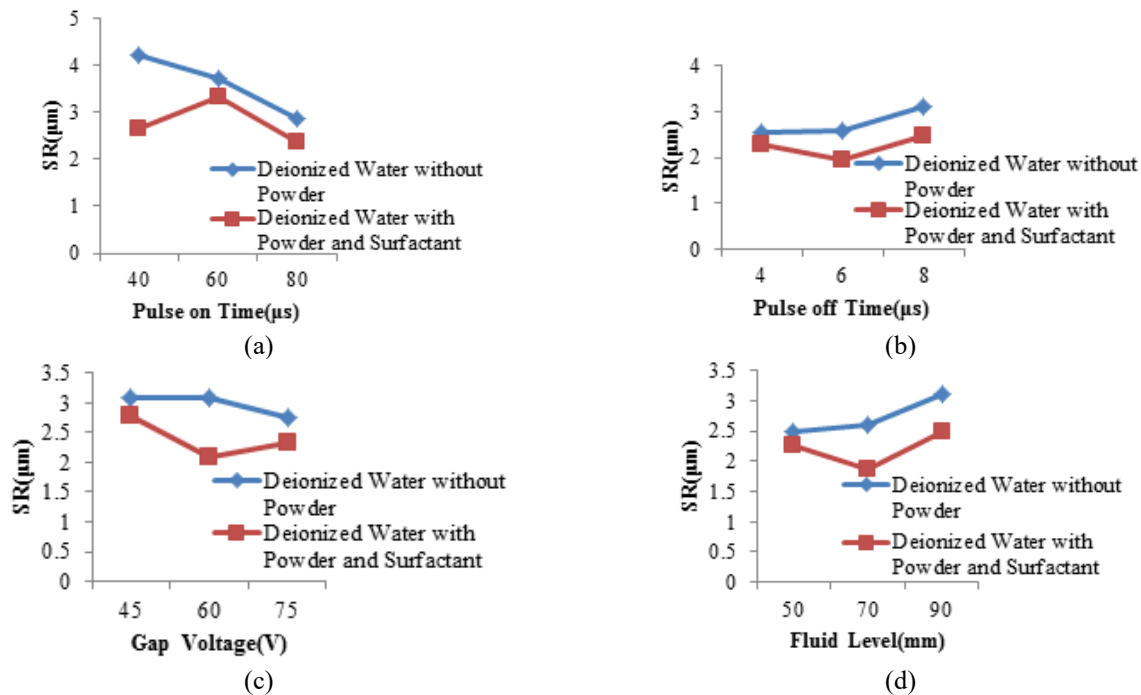 5
4
3
2
1
0
SR(μm)
40 60 80
Pulse on Time(μs)
Deionized Water without
Powder
Deionized Water with
Powder and Surfactant
(a)
4
3
2
1
0
SR(μm)
4 6 8
Pulse off Time(μs)
Deionized Water without
Powder
Deionized Water with
Powder and Surfactant
(b)
3.5
3
2.5
2
1.5
1
0.5
0
SR(μm)
45 60 75
Gap Voltage(V)
Deionized Water without
Powder
Deionized Water with
Powder and Surfactant
(c)
3.5
3
2.5
2
1.5
1
0.5
0
SR(μm)
50 70 90
Fluid Level(mm)
Deionized Water without
Powder
Deionized Water with
Powder and Surfactant
(d)